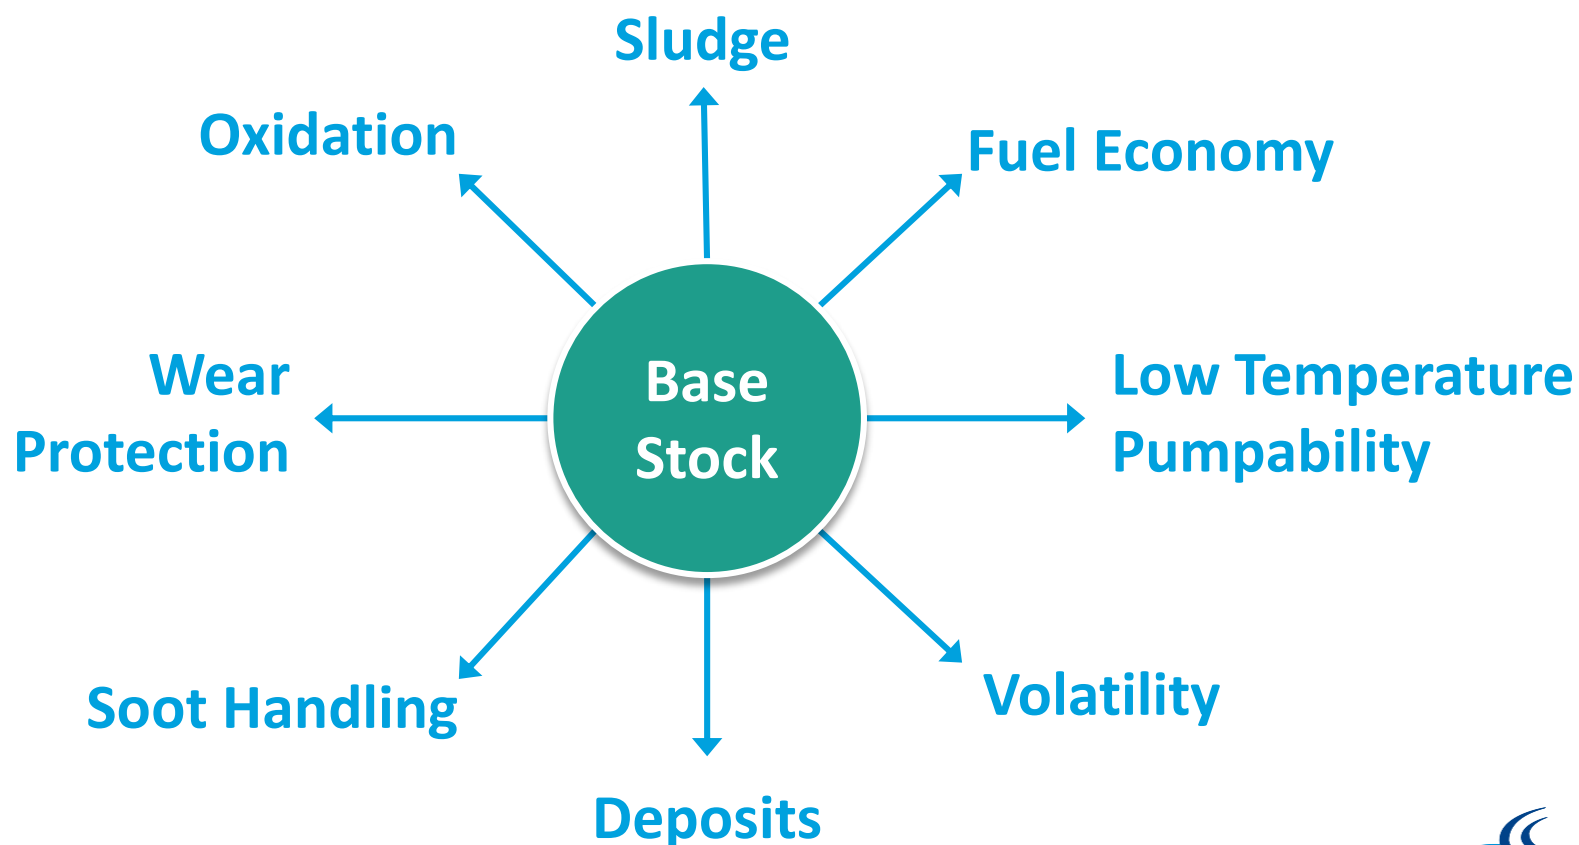 Sludge
Oxidation
Fuel Economy
Wear
Protection
Base
Stock
Low Temperature
Pumpability
Soot Handling
Volatility
Deposits